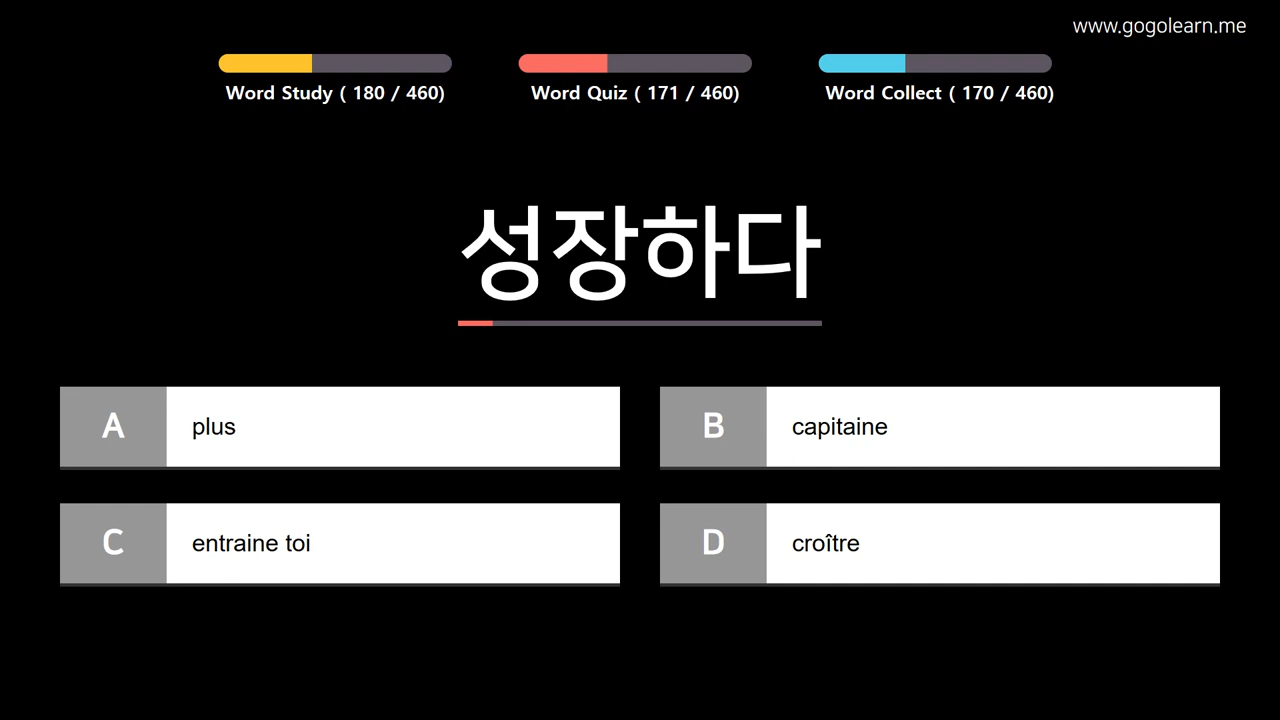 www.gogolearn.me
Word Study ( 180 / 460)
Word Quiz ( 171 / 460)
Word Collect ( 170 / 460)
성장하다
A plus
B capitaine
C entraine toi
D croître